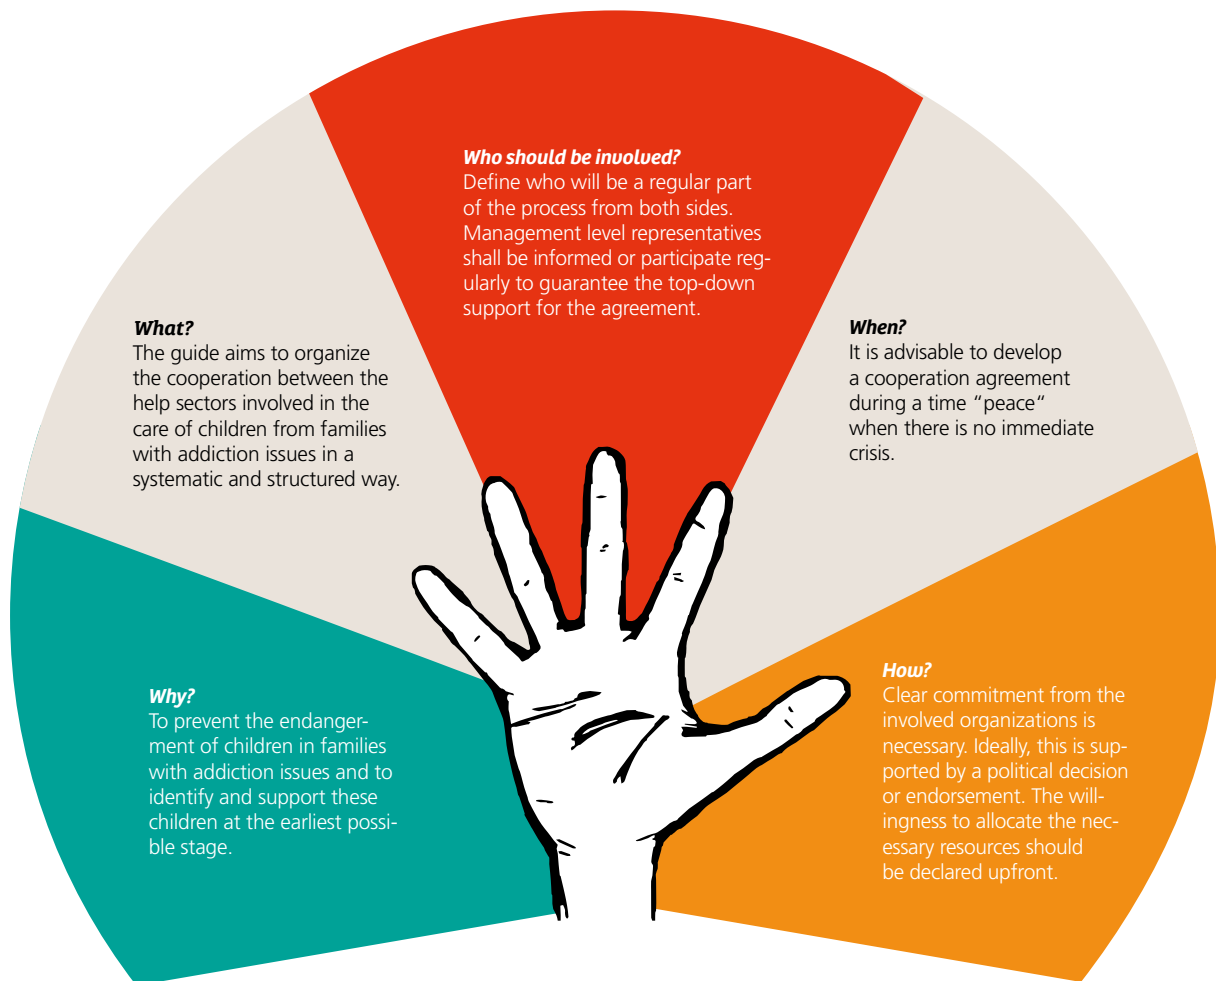 Who should be involved?
Define who will be a regular part
of the process from both sides.
Management level representatives
shall be informed or participate reg-
ularly to guarantee the top-down
support for the agreement.
What?
The guide aims to organize
the cooperation between the
help sectors involved in the
care of children from families
with addiction issues in a
systematic and structured way.
When?
It is advisable to develop
a cooperation agreement
during a time “peace“
when there is no immediate
crisis.
Why?
To prevent the endanger-
ment of children in families
with addiction issues and to
identify and support these
children at the earliest possi-
ble stage.
How?
Clear commitment from the
involved organizations is
necessary. Ideally, this is sup-
ported by a political decision
or endorsement. The will-
ingness to allocate the nec-
essary resources should
be declared upfront.